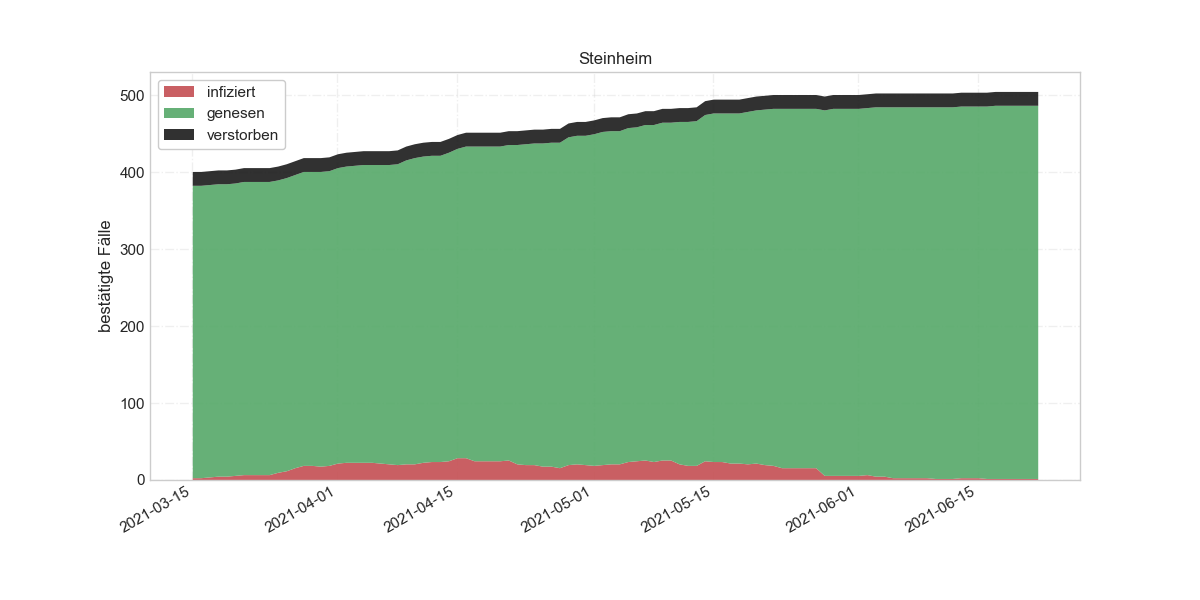 Steinheim
infiziert
genesen
verstorben
bestätigte Fälle
500
400
300
200
100
0
2021-03-15
2021-04-01
2021-04-15
2021-05-01
2021-05-15
2021-06-01
2021-06-15